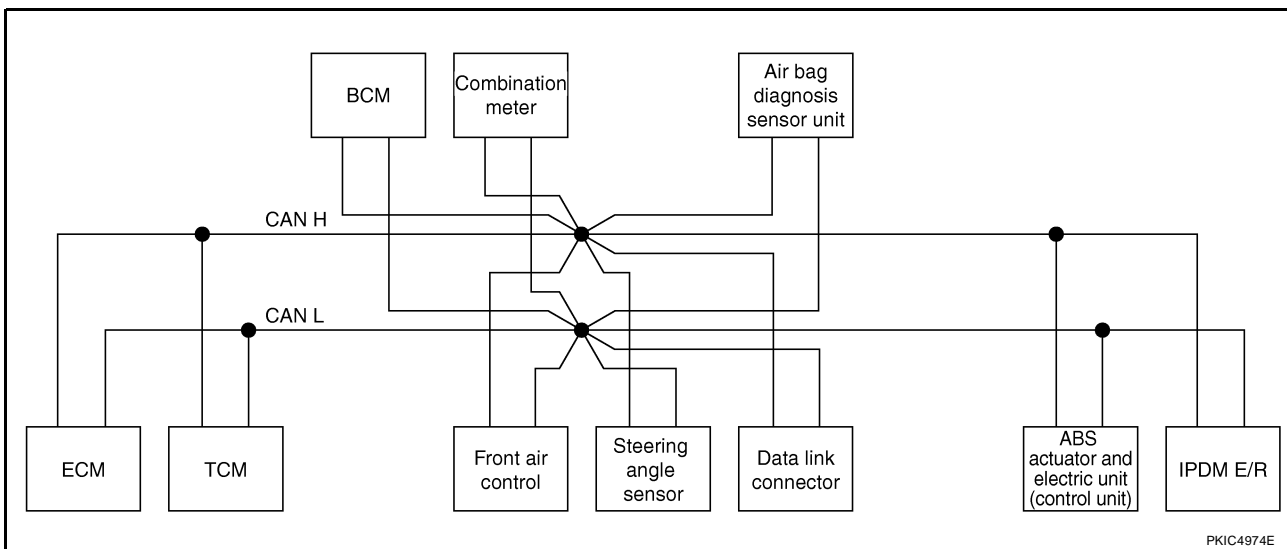 BCM
Combination
meter
Air bag
diagnosis
sensor unit
CAN H
CAN L
ECM
TCM
Front air
control
Steering
angle
sensor
Data link
connector
ABS
actuator and
electric unit
(control unit)
IPDM E/R
PKIC4974E